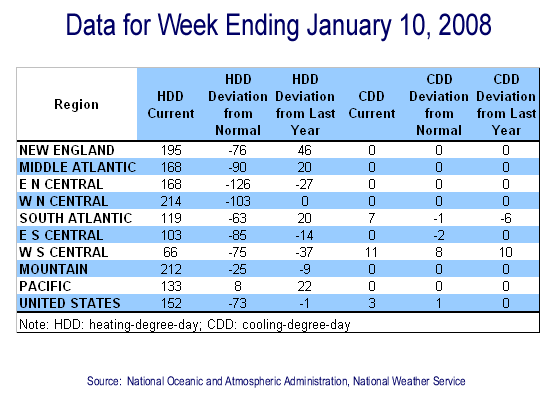 Data for Week Ending January 10, 2008
Region HDD Current HDD Deviation from Normal HDD Deviation from Last Year CDD Current CDD Deviation from Normal CDD Deviation from Last Year
NEW ENGLAND 195 -76 46 0 0 0
MIDDLE ATLANTIC 168 -90 20 0 0 0
E N CENTRAL 168 -126 -27 0 0 0
W N CENTRAL 214 -103 0 0 0 0
SOUTH ATLANTIC 119 -63 20 7 -1 -6
E S CENTRAL 103 -85 -14 0 -2 0
W S CENTRAL 66 -75 -37 11 8 10
MOUNTAIN 212 -25 -9 0 0 0
PACIFIC 133 8 22 0 0 0
UNITED STATES 152 -73 -1 3 1 0
Note: HDD: heating-degree-day; CDD: cooling-degree-day
Source: National Oceanic and Atmospheric Administration, National Weather Service